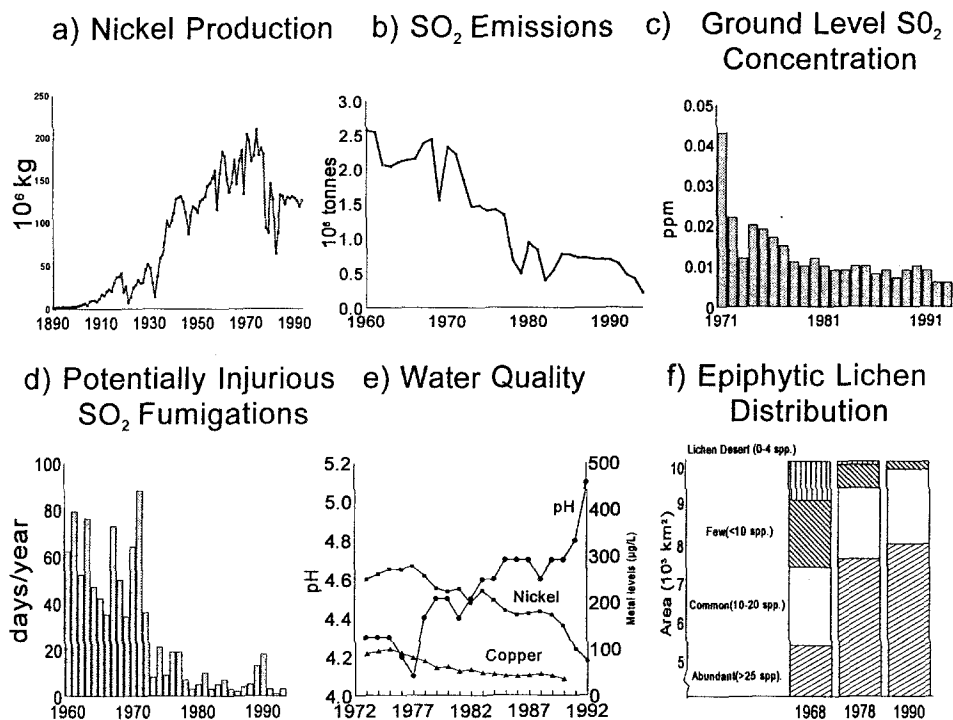 a) Nickel Production
250
200
150
100
50
0
10⁶ kg
1890 1910 1930 1950 1970 1990
b) SO₂ Emissions
3.0
2.5
2.0
1.5
1.0
0.5
0.0
10⁶ tonnes
1960 1970 1980 1990
c) Ground Level S0₂
Concentration
0.05
0.04
0.03
0.02
0.01
0
ppm
1971 1981 1991
d) Potentially Injurious
SO₂ Fumigations
100
80
60
40
20
0
days/year
1960 1970 1980 1990
e) Water Quality
5.2
5.0
4.8
4.6
4.4
4.2
4.0
pH
500
400
300
200
100
0
Metal levels (µg/L)
pH
Nickel
Copper
1972 1977 1982 1987 1992
f) Epiphytic Lichen
Distribution
Lichen Desert (0-4 spp.)
Few(<10 spp.)
Common(10-20 spp.)
Abundant(>25 spp).
10
9
8
7
6
5
Area (10³ km²)
1968 1978 1990